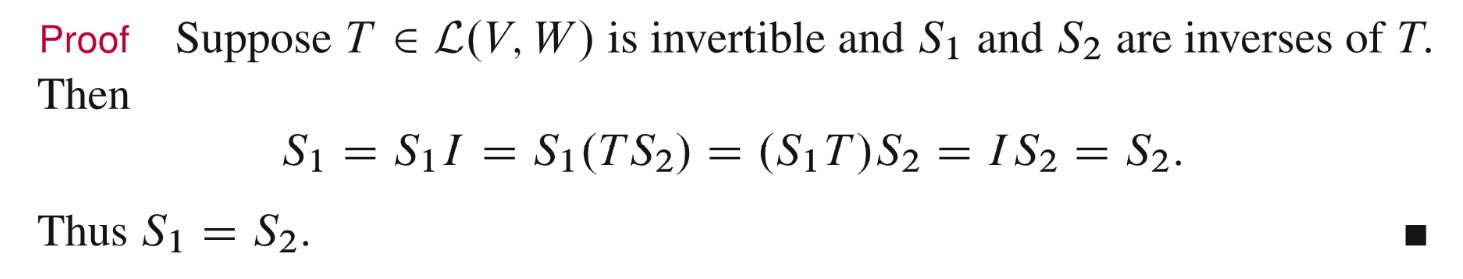 Proof Suppose T ∈ ℒ(V, W) is invertible and S₁ and S₂ are inverses of T.
Then
S₁ = S₁I = S₁(TS₂) = (S₁T)S₂ = IS₂ = S₂.
Thus S₁ = S₂. ■